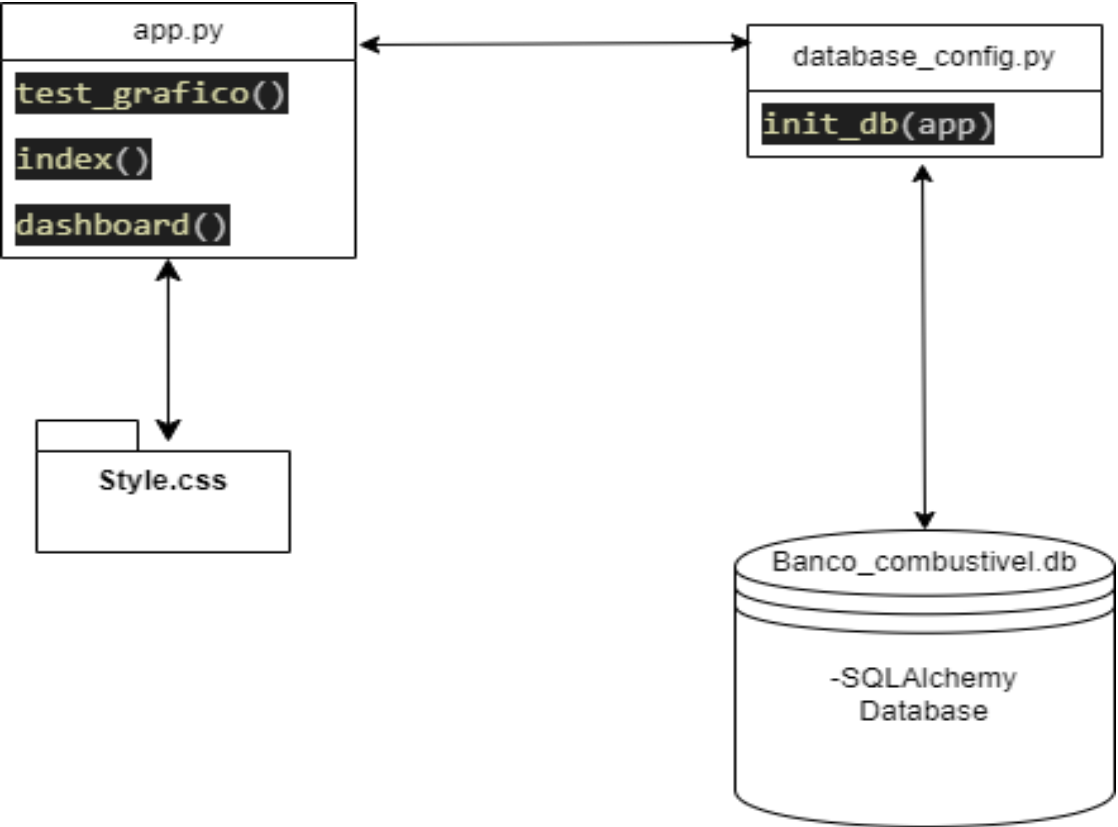 app.py
test_grafico()
index()
dashboard()
database_config.py
init_db(app)
Style.css
Banco_combustivel.db
-SQLAlchemy
Database